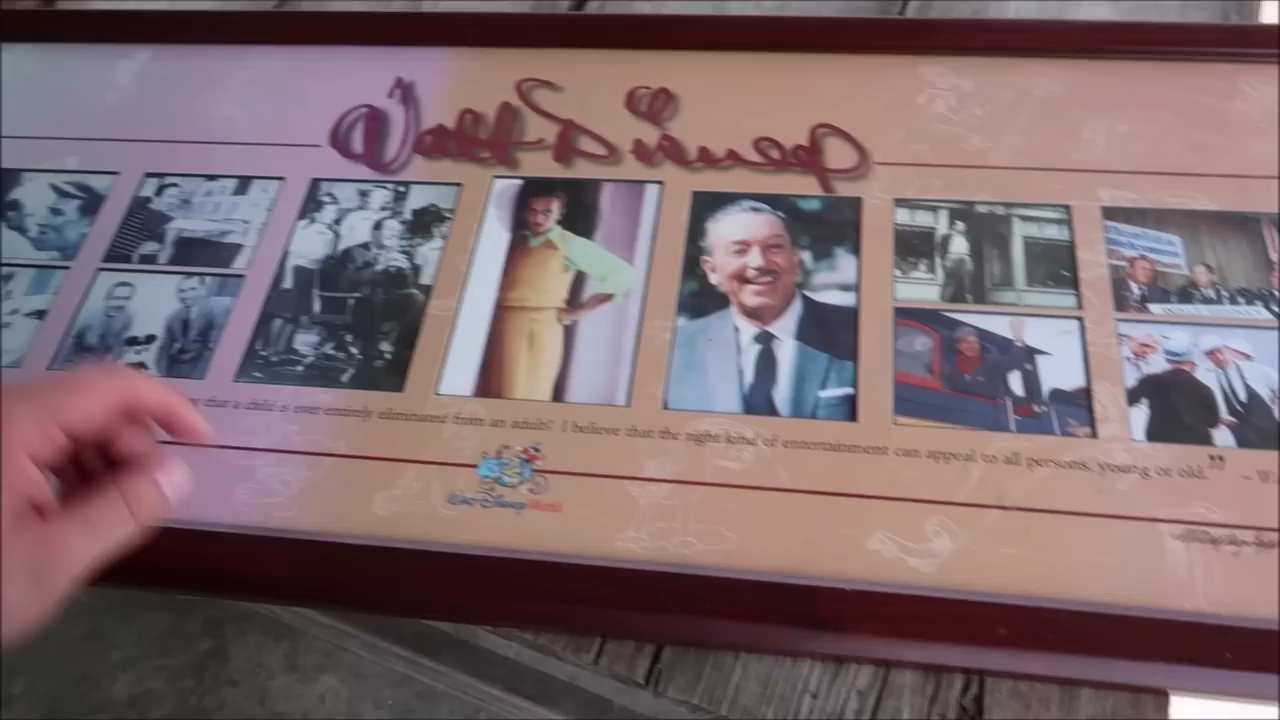 Walt Disney
that a child is ever entirely eliminated from an adult? I believe that the right kind of entertainment can appeal to all persons, young or old.” – W
Walt Disney World